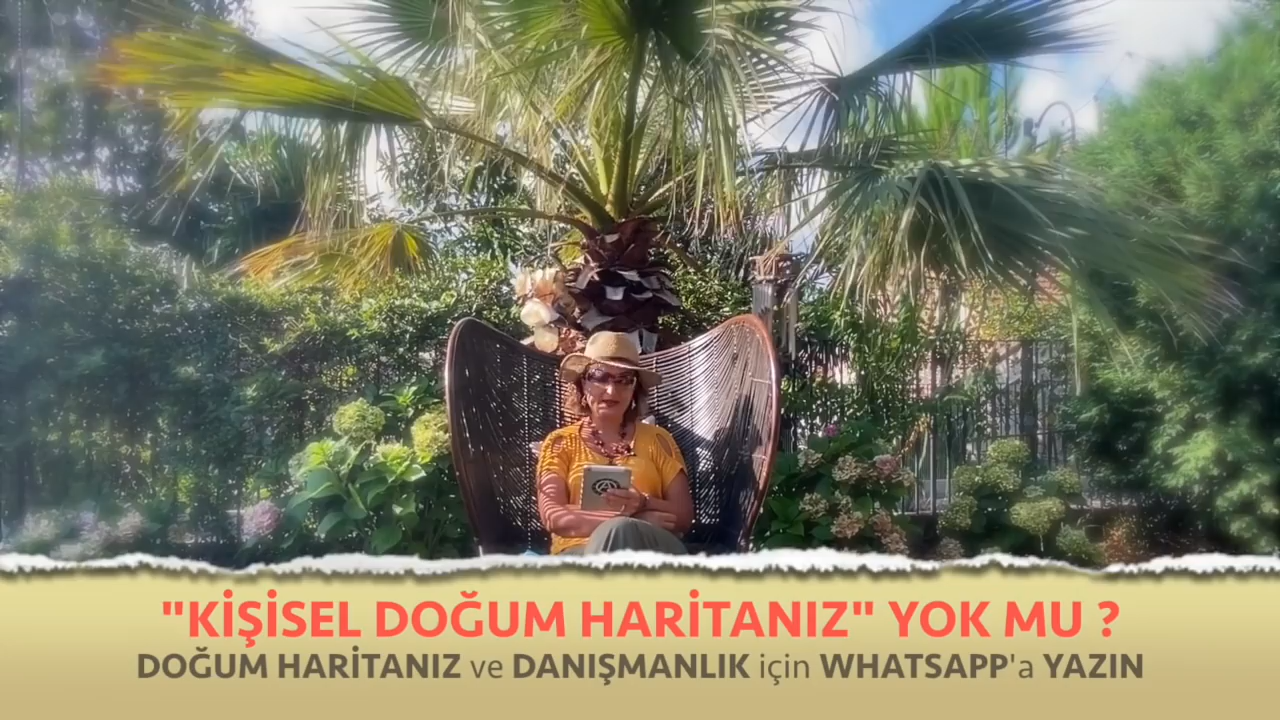 "KİŞİSEL DOĞUM HARİTANIZ" YOK MU ?
DOĞUM HARİTANIZ ve DANIŞMANLIK için WHATSAPP'a YAZIN